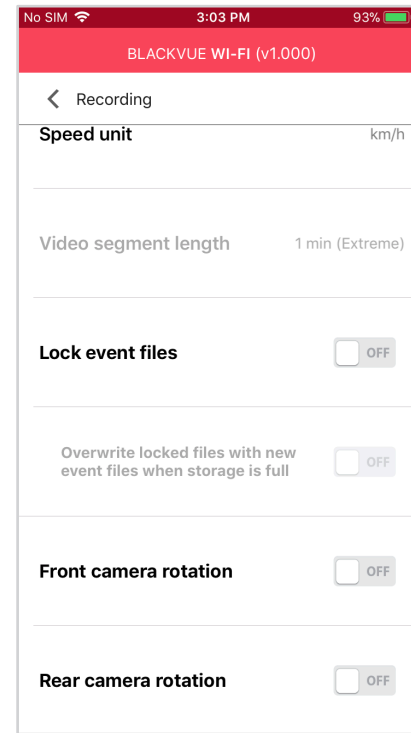 No SIM 3:03 PM 93%
BLACKVUE WI-FI (v1.000)
Recording
Speed unit km/h
Video segment length 1 min (Extreme)
Lock event files OFF
Overwrite locked files with new
event files when storage is full OFF
Front camera rotation OFF
Rear camera rotation OFF